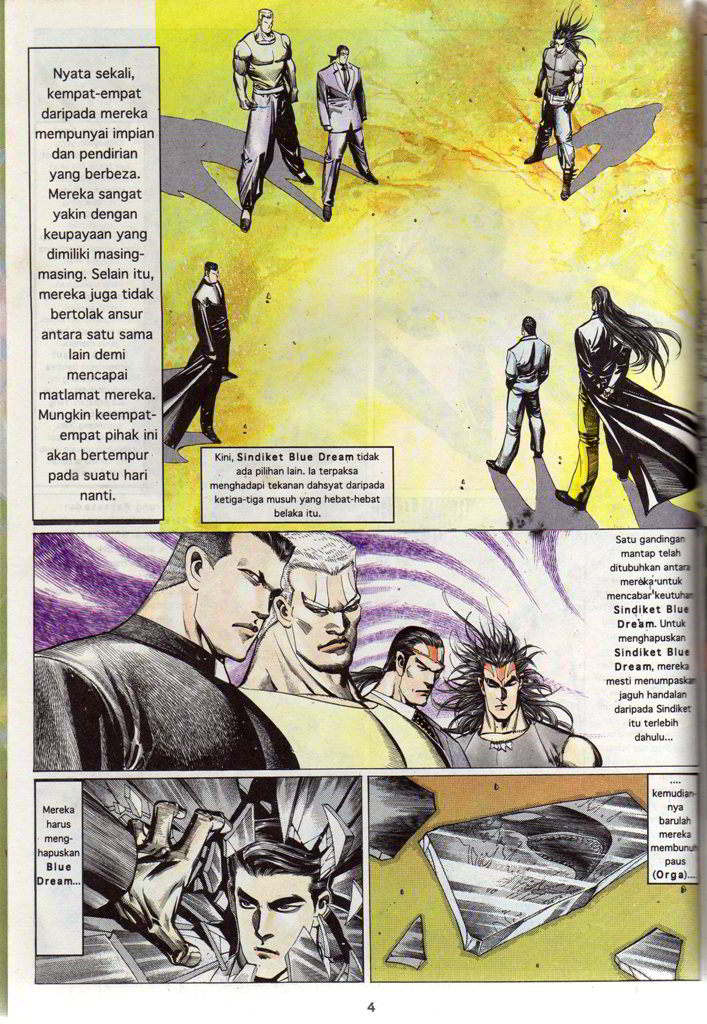 Nyata sekali,
kempat-empat
daripada mereka
mempunyai impian
dan pendirian
yang berbeza.
Mereka sangat
yakin dengan
keupayaan yang
dimiliki masing-
masing. Selain itu,
mereka juga tidak
bertolak ansur
antara satu sama
lain demi
mencapai
matlamat mereka.
Mungkin keempat-
empat pihak ini
akan bertempur
pada suatu hari
nanti.
Kini, Sindiket Blue Dream tidak
ada pilihan lain. Ia terpaksa
menghadapi tekanan dahsyat daripada
ketiga-tiga musuh yang hebat-hebat
belaka itu.
Satu gandingan
mantap telah
ditubuhkan antara
mereka untuk
mencabar keutuhan
Sindiket Blue
Dream. Untuk
menghapuskan
Sindiket Blue
Dream, mereka
mesti menumpaskan
jaguh handalan
daripada Sindiket
itu terlebih
dahulu...
Mereka
harus
meng-
hapuskan
Blue
Dream...
....
kemudian-
nya
barulah
mereka
membunuh
paus
(Orga)...
4